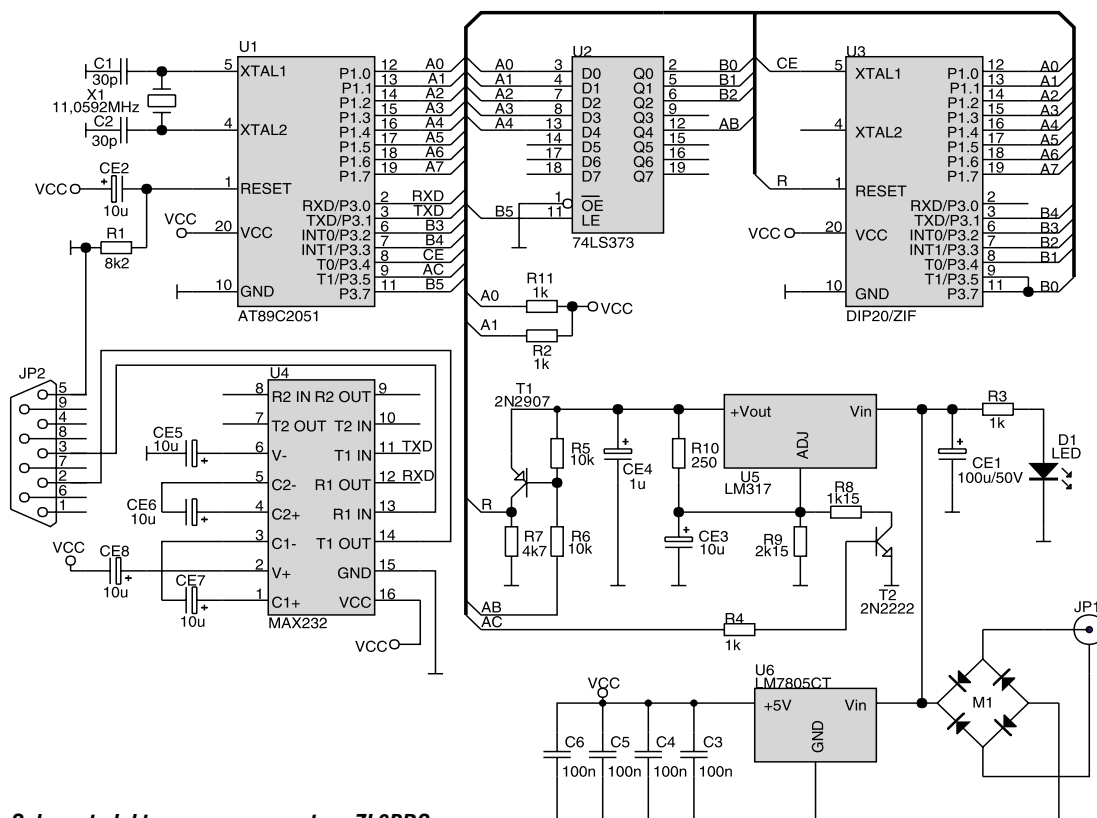 U1
C1
30p
X1
11,0592MHz
C2
30p
5 XTAL1
4 XTAL2
1 RESET
20 VCC
10 GND
P1.0 12 A0
P1.1 13 A1
P1.2 14 A2
P1.3 15 A3
P1.4 16 A4
P1.5 17 A5
P1.6 18 A6
P1.7 19 A7
RXD/P3.0 2 RXD
TXD/P3.1 3 TXD
INT0/P3.2 6 B3
INT1/P3.3 7 B4
T0/P3.4 8 CE
T1/P3.5 9 AC
P3.7 11 B5
AT89C2051
CE2
VCC +
10u
VCC
R1
8k2
U2
A0 3 D0
A1 4 D1
A2 7 D2
A3 8 D3
A4 13 D4
14 D5
17 D6
18 D7
1 OE
B5 11 LE
Q0 2 B0
Q1 5 B1
Q2 6 B2
Q3 9
Q4 12 AB
Q5 15
Q6 16
Q7 19
74LS373
U3
CE 5 XTAL1
4 XTAL2
R 1 RESET
VCC 20 VCC
10 GND
P1.0 12 A0
P1.1 13 A1
P1.2 14 A2
P1.3 15 A3
P1.4 16 A4
P1.5 17 A5
P1.6 18 A6
P1.7 19 A7
RXD/P3.0 2
TXD/P3.1 3 B4
INT0/P3.2 6 B3
INT1/P3.3 7 B2
T0/P3.4 8 B1
T1/P3.5 9
P3.7 11 B0
DIP20/ZIF
A0
R11
1k
VCC
A1
R2
1k
JP2
5
9
4
8
3
7
2
6
1
U4
8 R2 IN R2 OUT 9
7 T2 OUT T2 IN 10
6 V- T1 IN 11 TXD
5 C2- R1 OUT 12 RXD
4 C2+ R1 IN 13
3 C1- T1 OUT 14
2 V+ GND 15
1 C1+ VCC 16
MAX232
CE5
10u +
CE6
10u +
VCC
CE8
+
10u
CE7
+
10u
VCC
T1
2N2907
R5
10k
R
R7
4k7
R6
10k
+
CE4
1u
R10
250
+
CE3
10u
+Vout Vin
ADJ
U5
LM317
R8
1k15
R9
2k15
T2
2N2222
R3
1k
+
CE1
100u/50V
D1
LED
AB
AC
R4
1k
JP1
M1
U6
LM7805CT
+5V Vin
GND
VCC
C6
100n
C5
100n
C4
100n
C3
100n